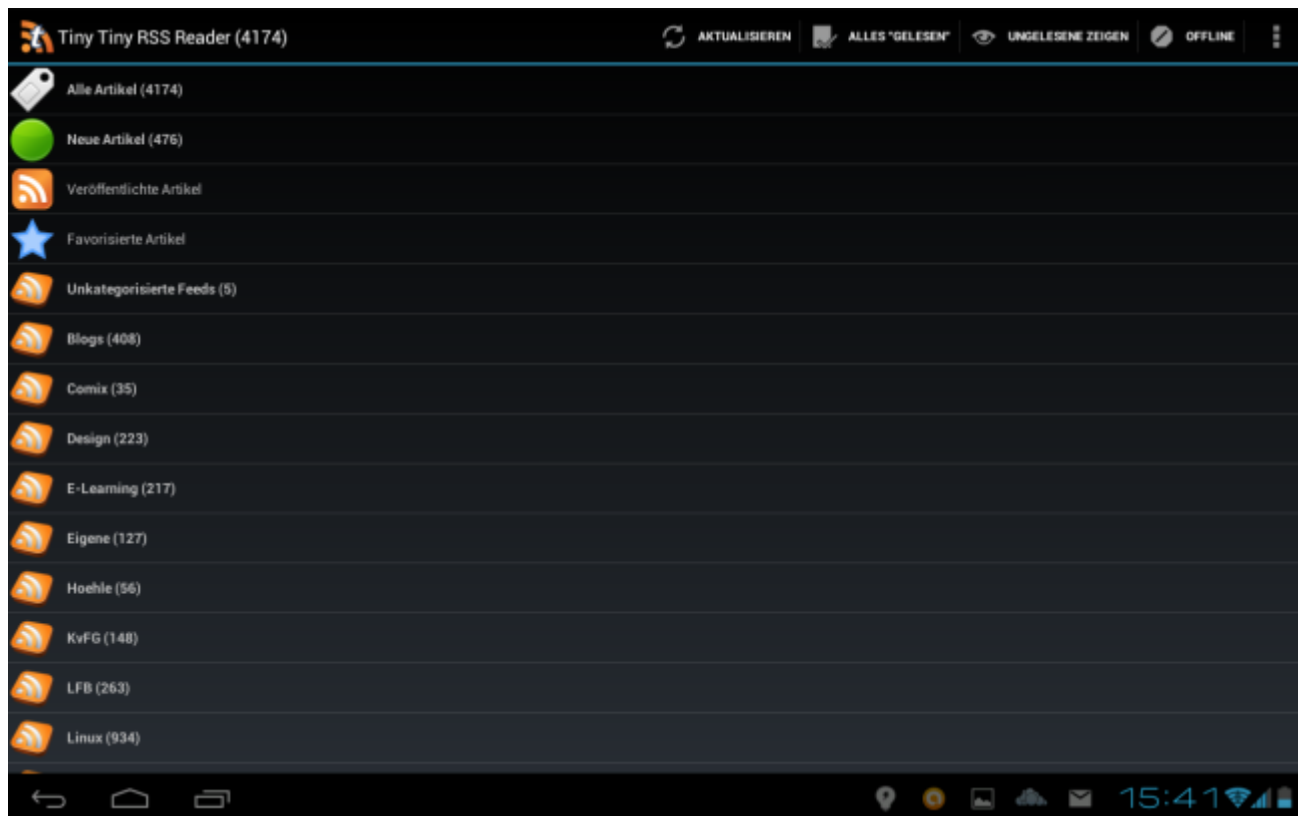 Tiny Tiny RSS Reader (4174) AKTUALISIEREN ALLES "GELESEN" UNGELESENE ZEIGEN OFFLINE
Alle Artikel (4174)
Neue Artikel (476)
Veröffentlichte Artikel
Favorisierte Artikel
Unkategorisierte Feeds (5)
Blogs (408)
Comix (35)
Design (223)
E-Learning (217)
Eigene (127)
Hoehle (56)
KvFG (148)
LFB (263)
Linux (934)
15:41